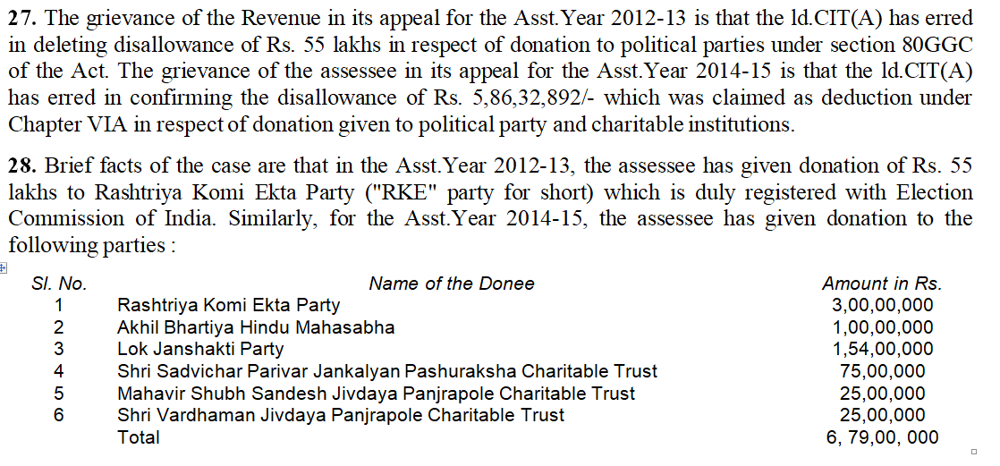 27. The grievance of the Revenue in its appeal for the Asst.Year 2012-13 is that the ld.CIT(A) has erred
in deleting disallowance of Rs. 55 lakhs in respect of donation to political parties under section 80GGC
of the Act. The grievance of the assessee in its appeal for the Asst.Year 2014-15 is that the ld.CIT(A)
has erred in confirming the disallowance of Rs. 5,86,32,892/- which was claimed as deduction under
Chapter VIA in respect of donation given to political party and charitable institutions.
28. Brief facts of the case are that in the Asst.Year 2012-13, the assessee has given donation of Rs. 55
lakhs to Rashtriya Komi Ekta Party ("RKE" party for short) which is duly registered with Election
Commission of India. Similarly, for the Asst.Year 2014-15, the assessee has given donation to the
following parties :
Sl. No. Name of the Donee Amount in Rs.
1 Rashtriya Komi Ekta Party 3,00,00,000
2 Akhil Bhartiya Hindu Mahasabha 1,00,00,000
3 Lok Janshakti Party 1,54,00,000
4 Shri Sadvichar Parivar Jankalyan Pashuraksha Charitable Trust 75,00,000
5 Mahavir Shubh Sandesh Jivdaya Panjrapole Charitable Trust 25,00,000
6 Shri Vardhaman Jivdaya Panjrapole Charitable Trust 25,00,000
Total 6, 79,00, 000